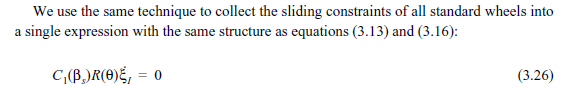 We use the same technique to collect the sliding constraints of all standard wheels into
a single expression with the same structure as equations (3.13) and (3.16):
C₁(βₛ)R(θ)ξ̇_I = 0 (3.26)